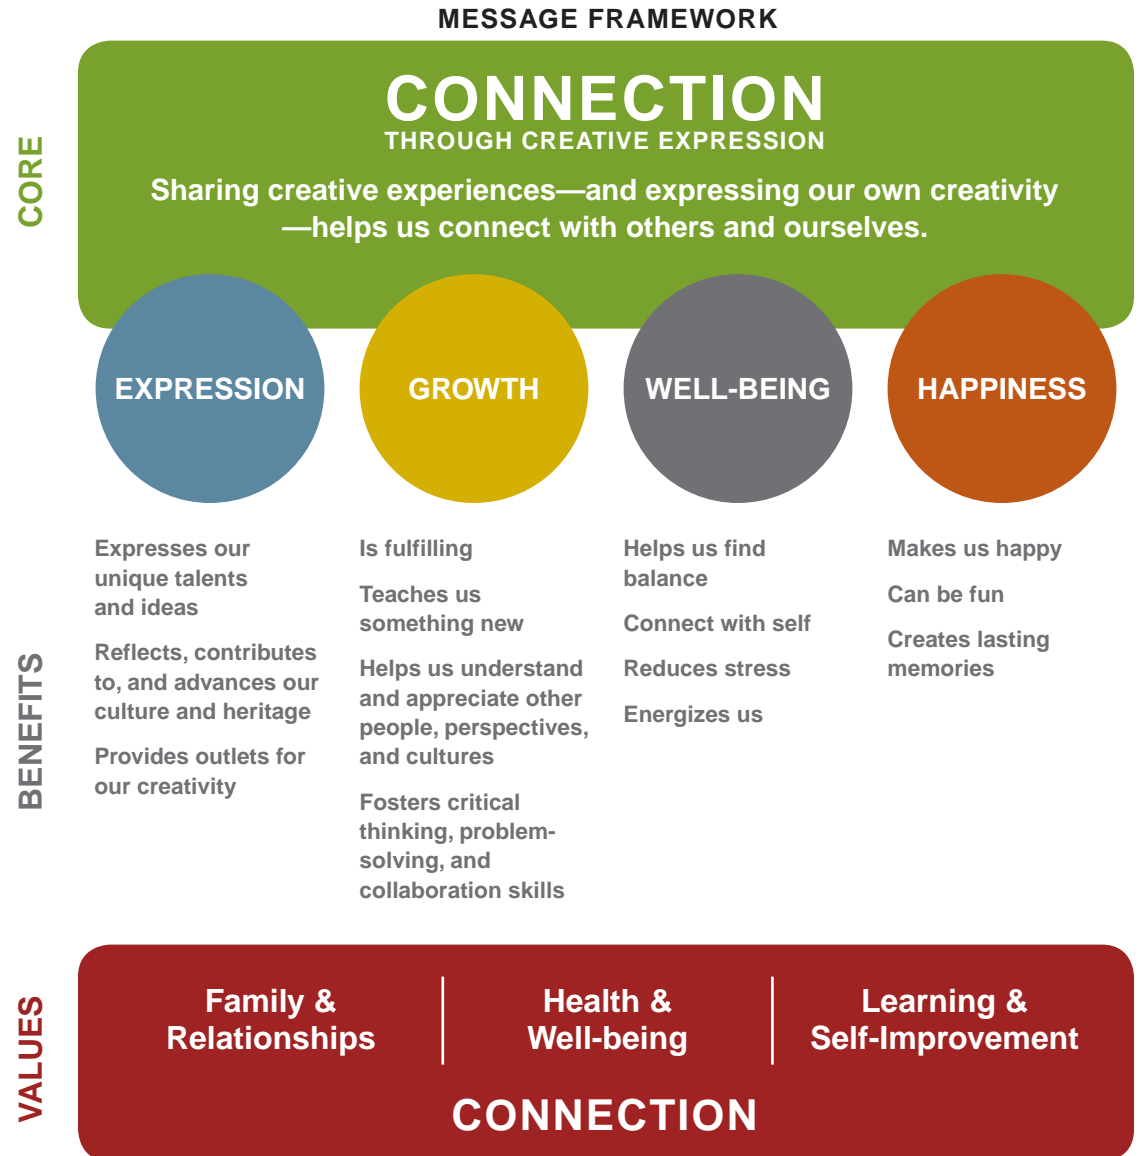 MESSAGE FRAMEWORK
CORE
CONNECTION
THROUGH CREATIVE EXPRESSION
Sharing creative experiences—and expressing our own creativity
—helps us connect with others and ourselves.
EXPRESSION
GROWTH
WELL-BEING
HAPPINESS
BENEFITS
Expresses our
unique talents
and ideas
Reflects, contributes
to, and advances our
culture and heritage
Provides outlets for
our creativity
Is fulfilling
Teaches us
something new
Helps us understand
and appreciate other
people, perspectives,
and cultures
Fosters critical
thinking, problem-
solving, and
collaboration skills
Helps us find
balance
Connect with self
Reduces stress
Energizes us
Makes us happy
Can be fun
Creates lasting
memories
VALUES
Family &
Relationships
Health &
Well-being
Learning &
Self-Improvement
CONNECTION